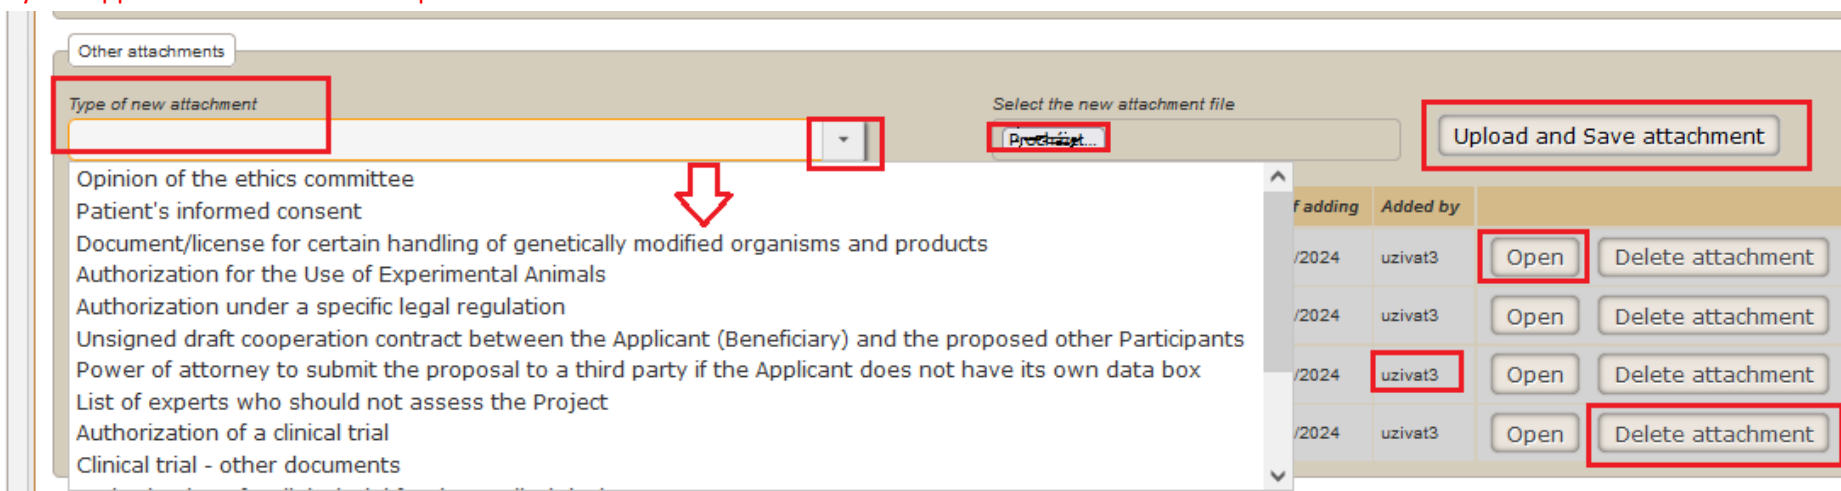 Other attachments
Type of new attachment
Select the new attachment file
Upload and Save attachment
Opinion of the ethics committee
Patient's informed consent
Document/license for certain handling of genetically modified organisms and products
Authorization for the Use of Experimental Animals
Authorization under a specific legal regulation
Unsigned draft cooperation contract between the Applicant (Beneficiary) and the proposed other Participants
Power of attorney to submit the proposal to a third party if the Applicant does not have its own data box
List of experts who should not assess the Project
Authorization of a clinical trial
Clinical trial - other documents
adding Added by
/2024 uzivat3 Open Delete attachment
/2024 uzivat3 Open Delete attachment
/2024 uzivat3 Open Delete attachment
/2024 uzivat3 Open Delete attachment